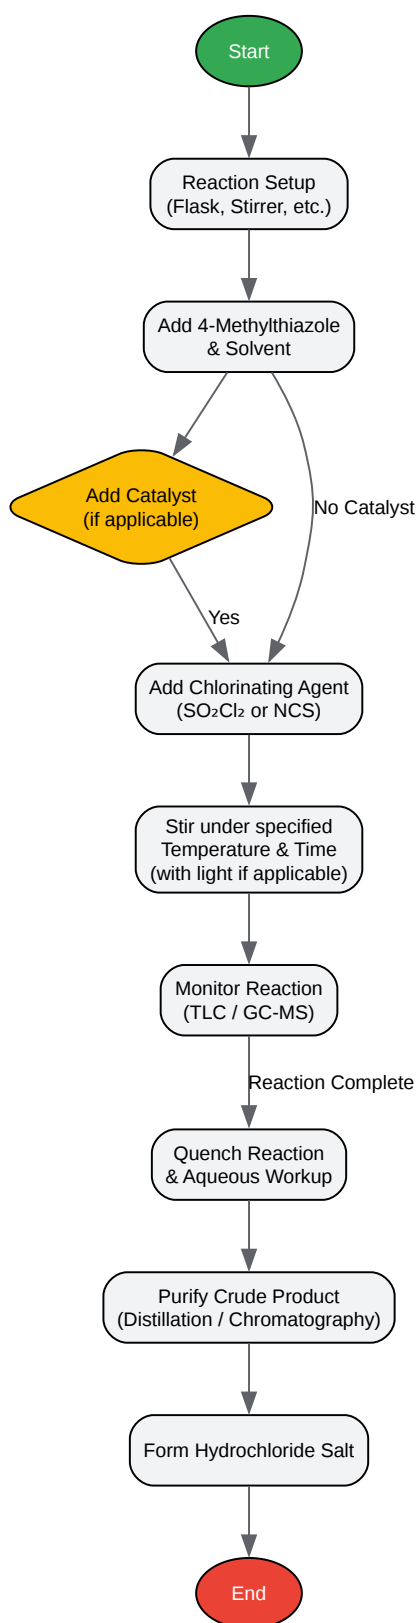 Start
Reaction Setup
(Flask, Stirrer, etc.)
Add 4-Methylthiazole
& Solvent
Add Catalyst
(if applicable)
No Catalyst
Yes
Add Chlorinating Agent
(SO₂Cl₂ or NCS)
Stir under specified
Temperature & Time
(with light if applicable)
Monitor Reaction
(TLC / GC-MS)
Reaction Complete
Quench Reaction
& Aqueous Workup
Purify Crude Product
(Distillation / Chromatography)
Form Hydrochloride Salt
End